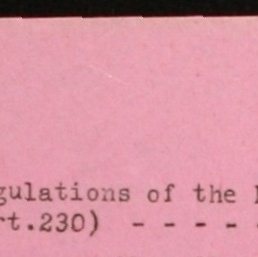 gulations of the
rt.230) - - - -